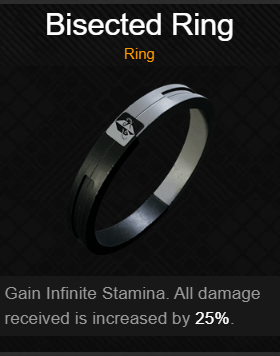 Bisected Ring
Ring
Gain Infinite Stamina. All damage
received is increased by 25%.